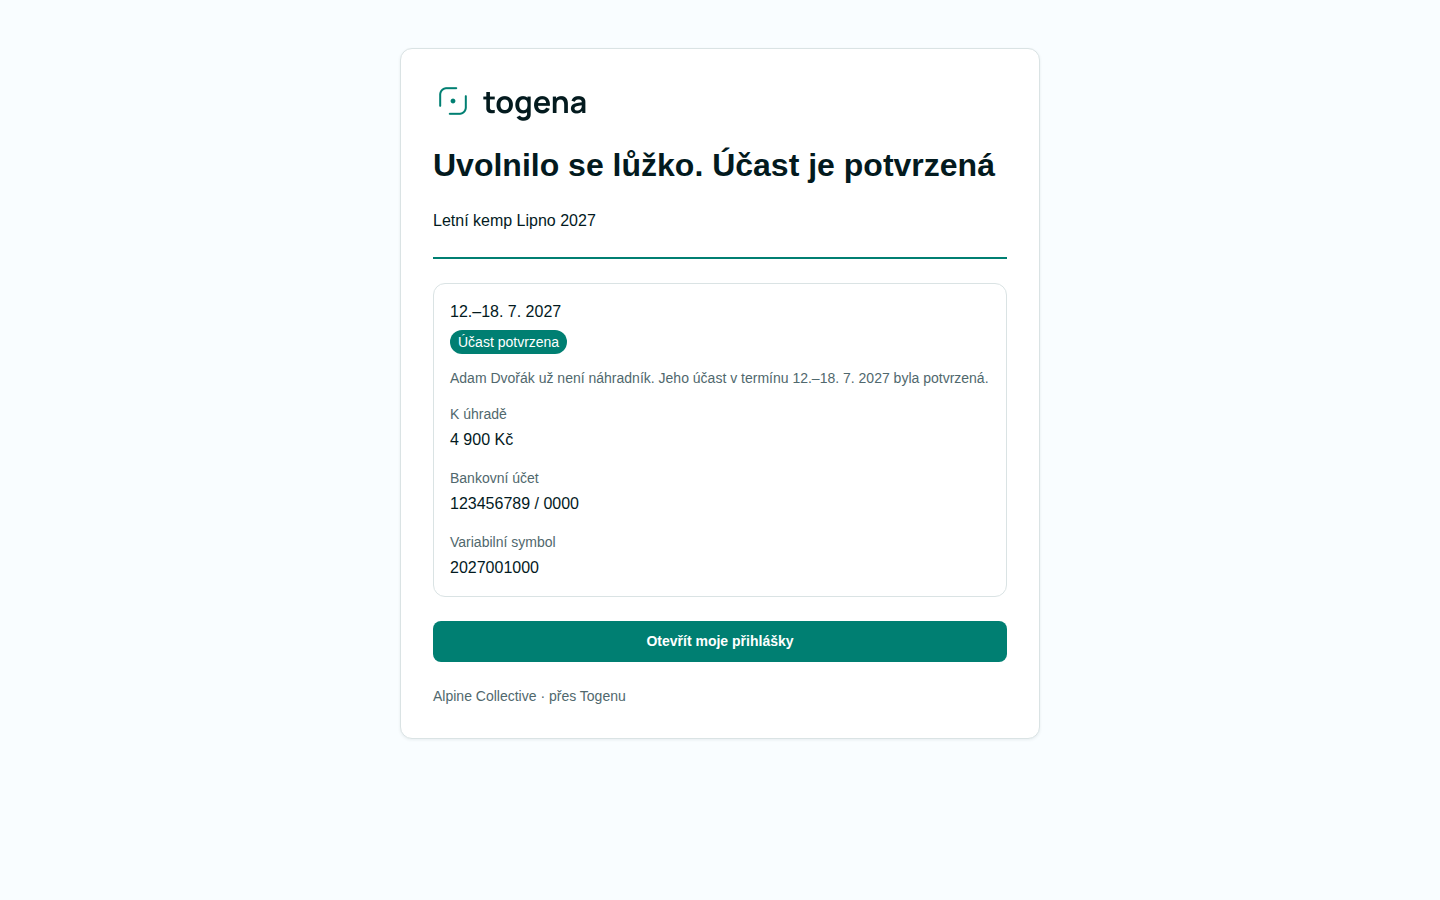 togena
Uvolnilo se lůžko. Účast je potvrzená
Letní kemp Lipno 2027
12.–18. 7. 2027
Účast potvrzena
Adam Dvořák už není náhradník. Jeho účast v termínu 12.–18. 7. 2027 byla potvrzená.
K úhradě
4 900 Kč
Bankovní účet
123456789 / 0000
Variabilní symbol
2027001000
Otevřít moje přihlášky
Alpine Collective · přes Togenu